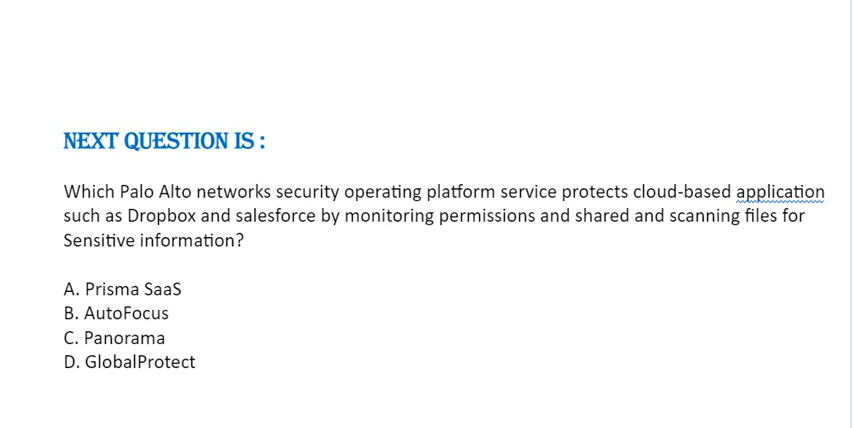 NEXT QUESTION IS :
Which Palo Alto networks security operating platform service protects cloud-based application
such as Dropbox and salesforce by monitoring permissions and shared and scanning files for
Sensitive information?
A. Prisma SaaS
B. AutoFocus
C. Panorama
D. GlobalProtect